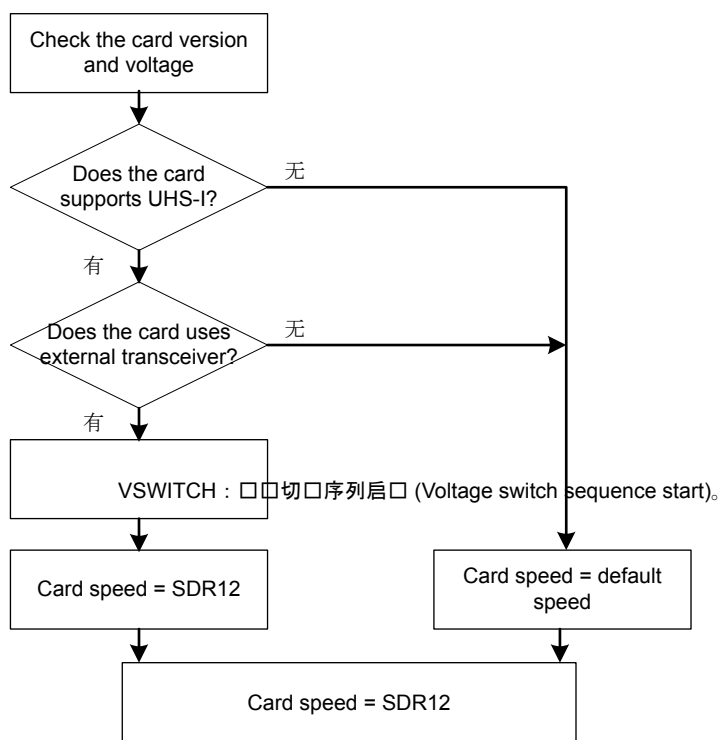 Check the card version
and voltage
Does the card
supports UHS-I?
无
有
Does the card uses
external transceiver?
无
有
VSWITCH：□□切□序列启□ (Voltage switch sequence start)。
Card speed = SDR12
Card speed = default
speed
Card speed = SDR12